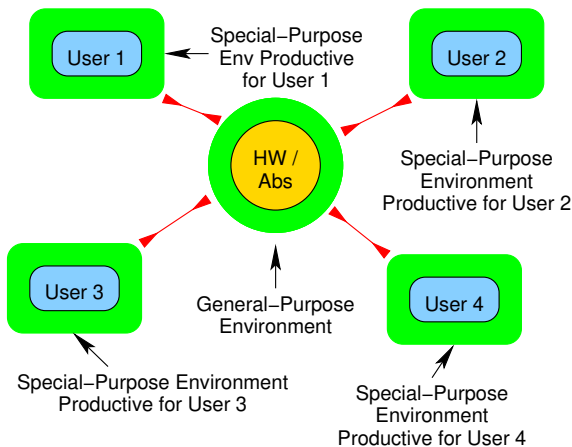 User 1
Special−Purpose
Env Productive
for User 1
User 2
HW /
Abs
Special−Purpose
Environment
Productive for User 2
User 3
General−Purpose
Environment
User 4
Special−Purpose Environment
Productive for User 3
Special−Purpose
Environment
Productive for User 4